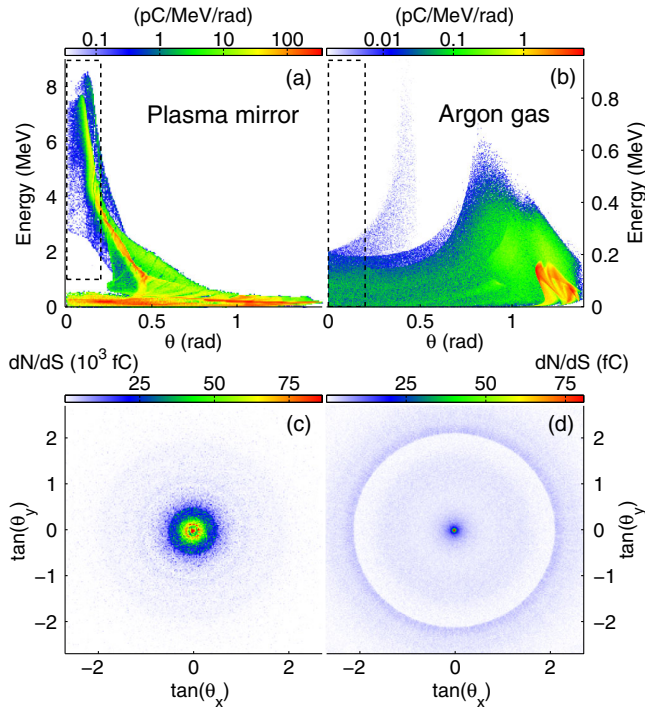 (pC/MeV/rad) (pC/MeV/rad)
0.1 1 10 100 0.01 0.1 1
(a) (b)
Plasma mirror Argon gas
Energy (MeV) Energy (MeV)
8
6
4
2
0
0.8
0.6
0.4
0.2
0
0 0.5 1 0 0.5 1
θ (rad) θ (rad)
dN/dS (10³ fC) dN/dS (fC)
25 50 75 25 50 75
(c) (d)
tan(θ_y) tan(θ_y)
2
1
0
−1
−2
2
1
0
−1
−2
−2 0 2 −2 0 2
tan(θ_x) tan(θ_x)